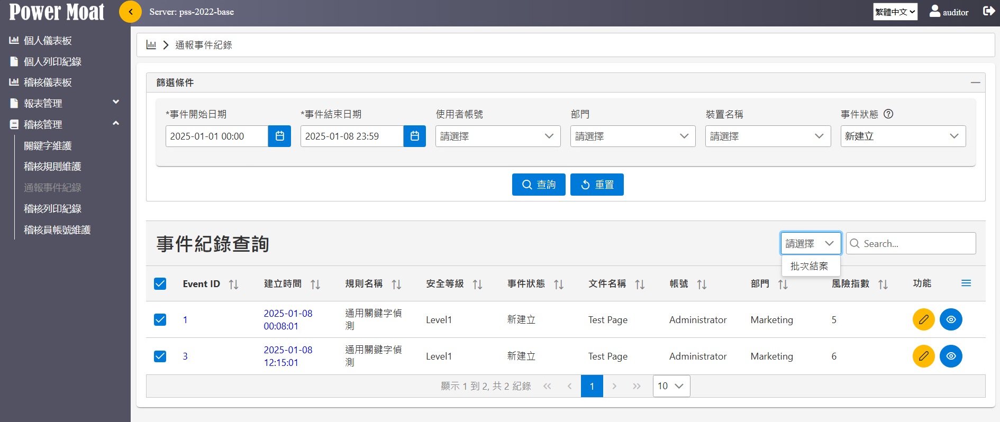 Power Moat
Server: pss-2022-base
繁體中文
auditor
個人儀表板
個人列印紀錄
稽核儀表板
報表管理
稽核管理
關鍵字維護
稽核規則維護
通報事件紀錄
稽核列印紀錄
稽核員帳號維護
通報事件紀錄
篩選條件
*事件開始日期 *事件結束日期 使用者帳號 部門 裝置名稱 事件狀態 ?
2025-01-01 00:00 2025-01-08 23:59 請選擇 請選擇 請選擇 新建立
查詢 重置
事件紀錄查詢 請選擇 Search...
批次結案
Event ID 建立時間 規則名稱 安全等級 事件狀態 文件名稱 帳號 部門 風險指數 功能
1 2025-01-08 00:08:01 通用關鍵字偵測 Level1 新建立 Test Page Administrator Marketing 5
3 2025-01-08 12:15:01 通用關鍵字偵測 Level1 新建立 Test Page Administrator Marketing 6
顯示 1 到 2, 共 2 紀錄 1 10